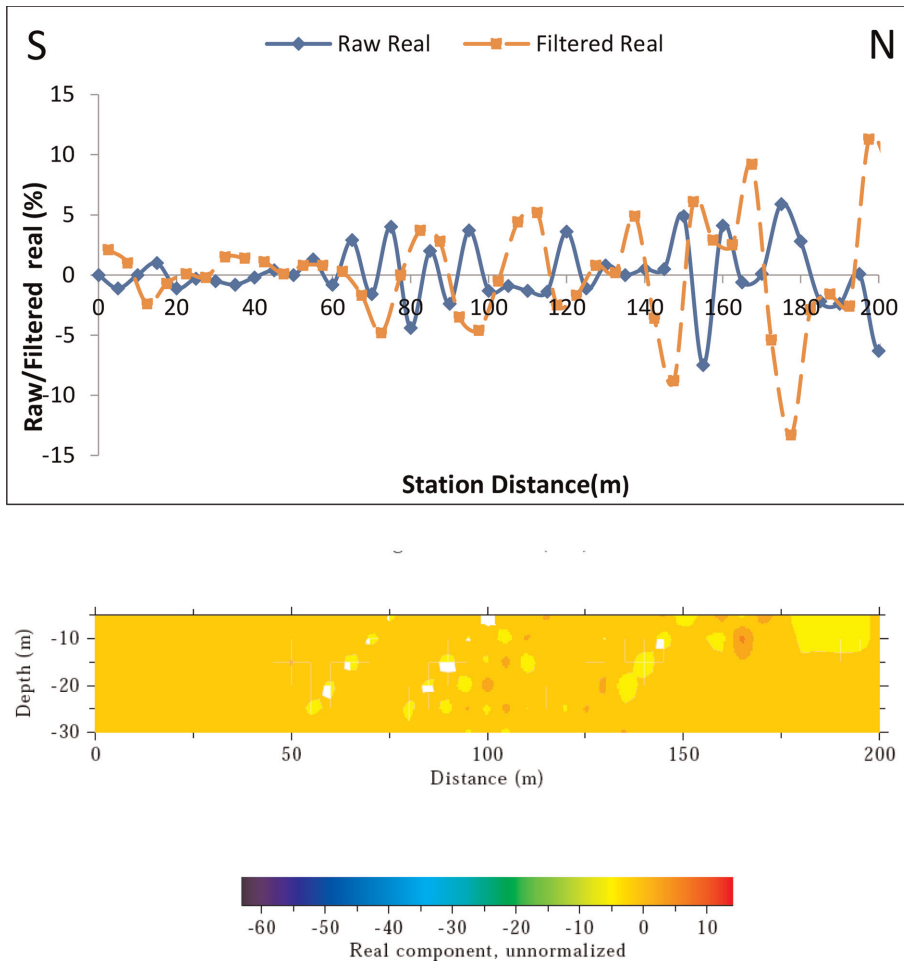 S
N
Raw Real
Filtered Real
15
10
5
0
-5
-10
-15
0 20 40 60 80 100 120 140 160 180 200
Raw/Filtered real (%)
Station Distance(m)
-10
-20
-30
Depth (m)
0 50 100 150 200
Distance (m)
-60 -50 -40 -30 -20 -10 0 10
Real component, unnormalized